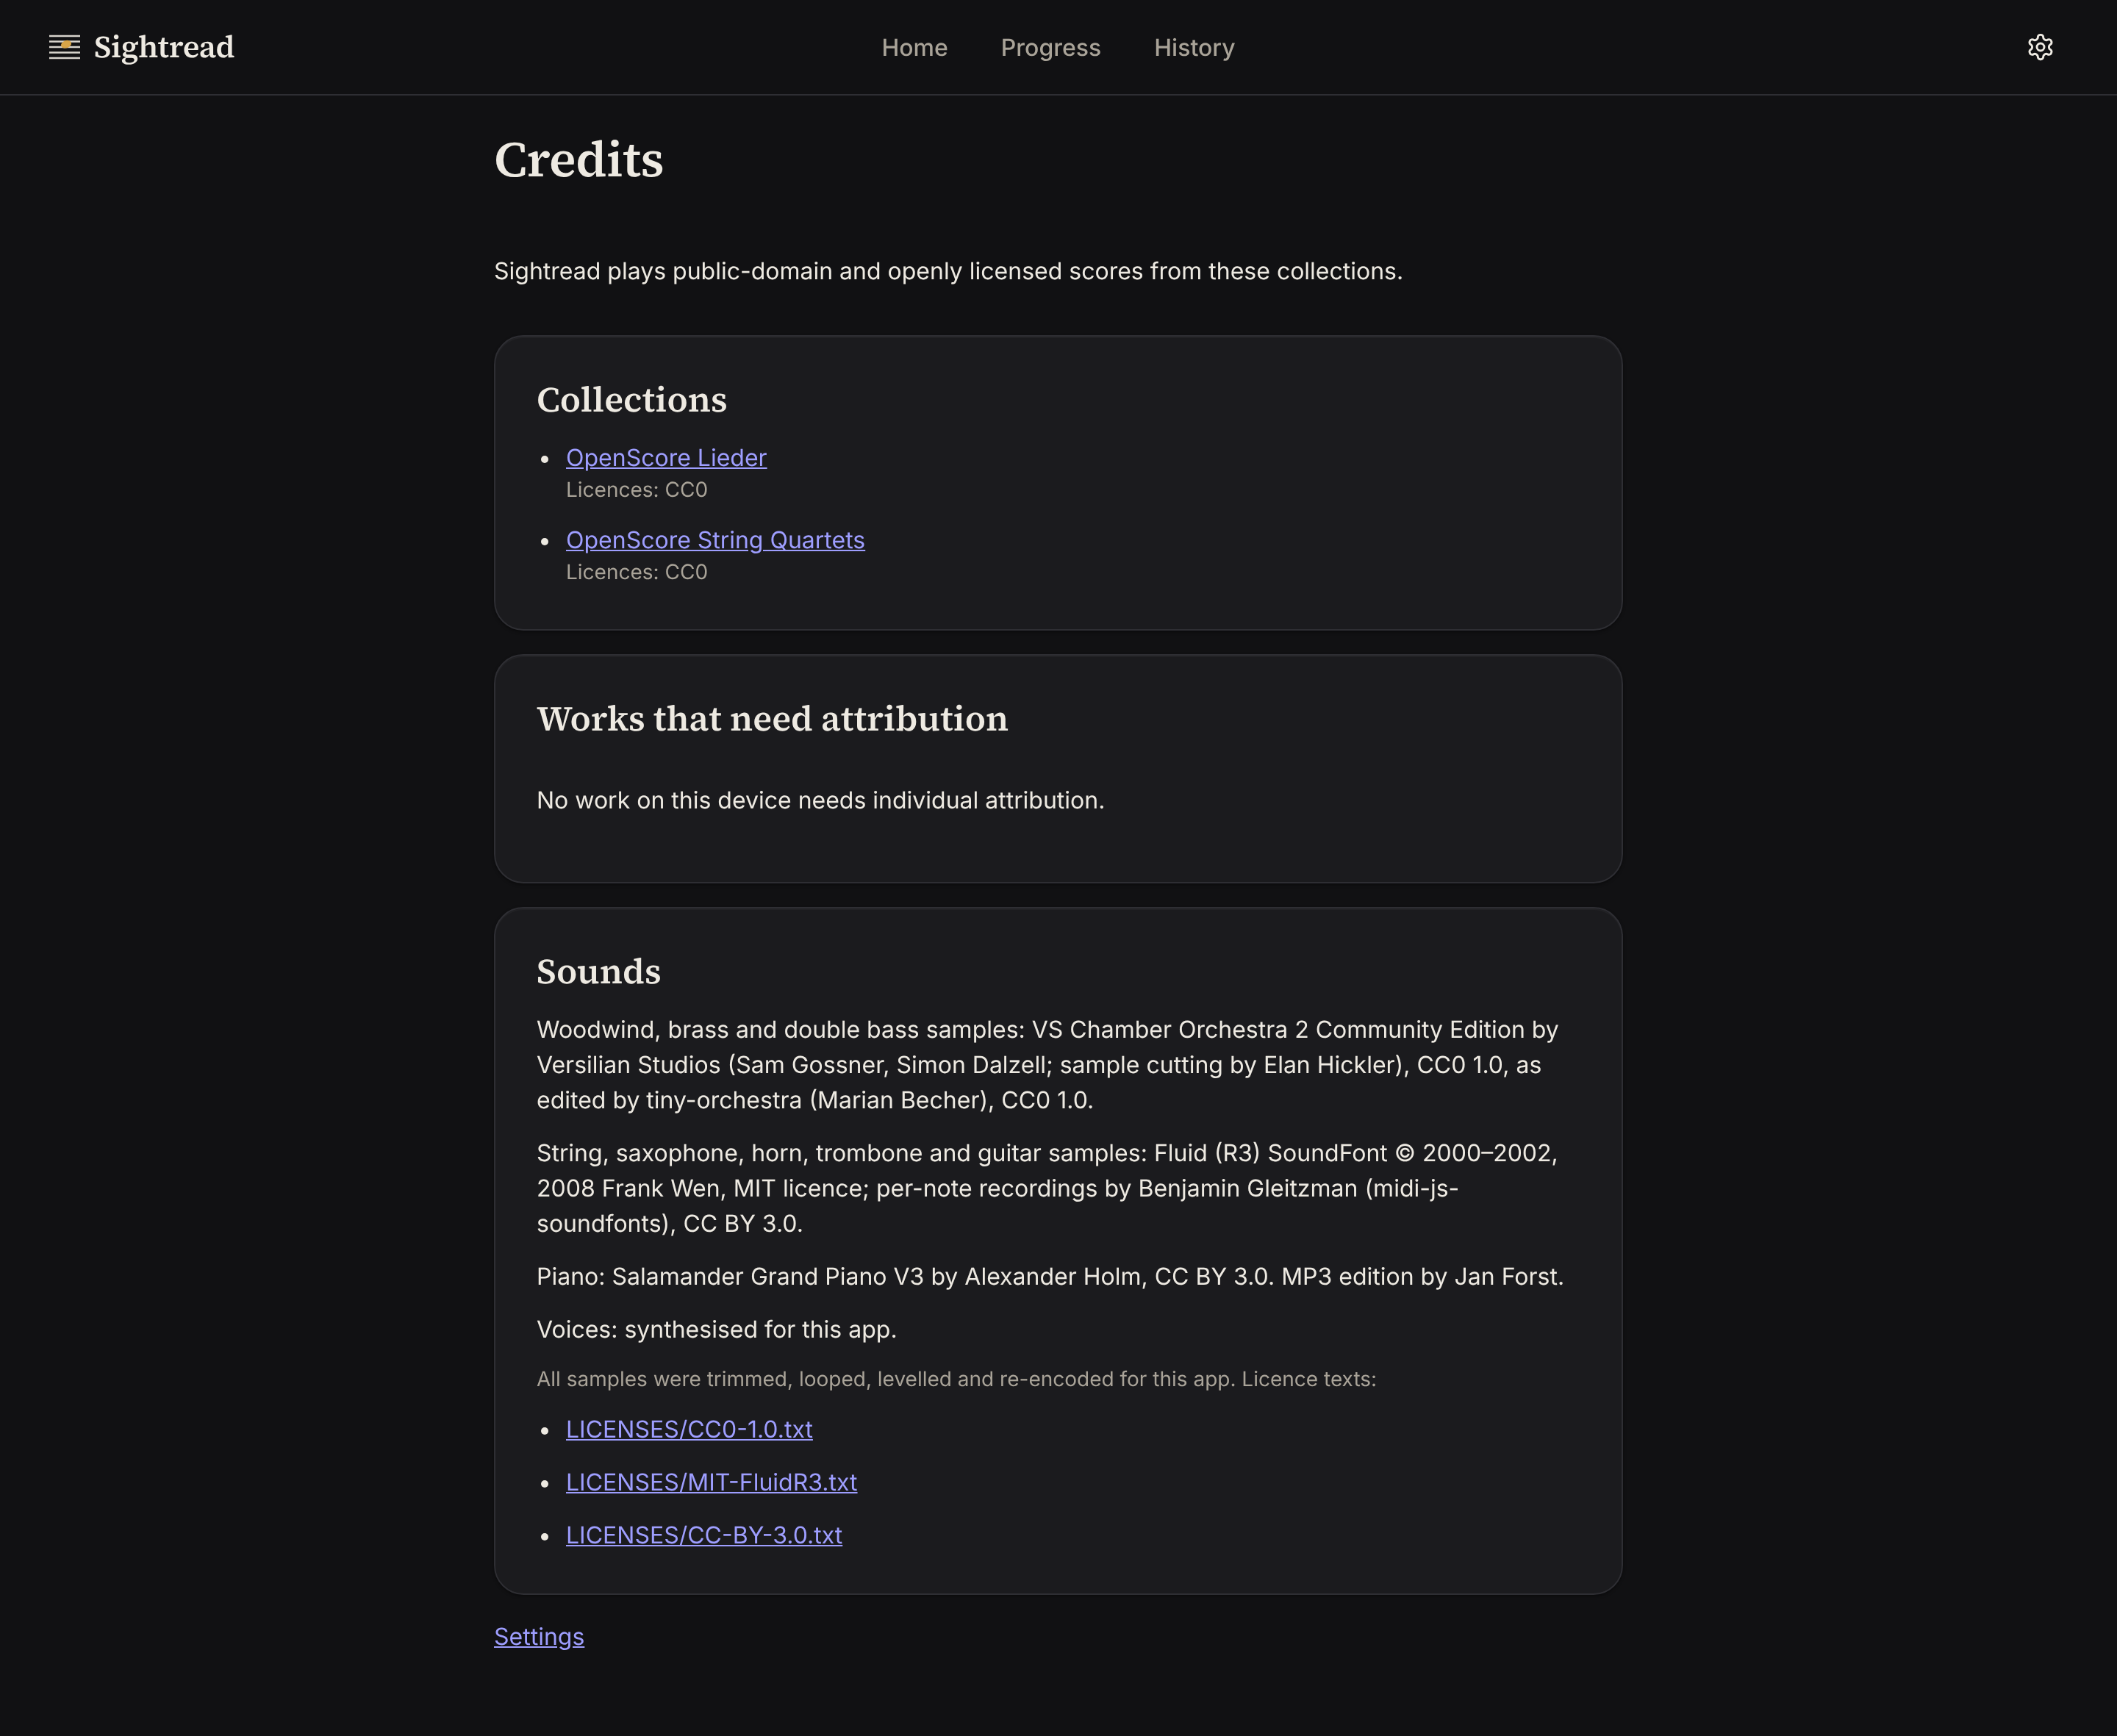 Sightread
Home
Progress
History
Credits
Sightread plays public-domain and openly licensed scores from these collections.
Collections
• OpenScore Lieder
Licences: CC0
• OpenScore String Quartets
Licences: CC0
Works that need attribution
No work on this device needs individual attribution.
Sounds
Woodwind, brass and double bass samples: VS Chamber Orchestra 2 Community Edition by
Versilian Studios (Sam Gossner, Simon Dalzell; sample cutting by Elan Hickler), CC0 1.0, as
edited by tiny-orchestra (Marian Becher), CC0 1.0.
String, saxophone, horn, trombone and guitar samples: Fluid (R3) SoundFont © 2000–2002,
2008 Frank Wen, MIT licence; per-note recordings by Benjamin Gleitzman (midi-js-
soundfonts), CC BY 3.0.
Piano: Salamander Grand Piano V3 by Alexander Holm, CC BY 3.0. MP3 edition by Jan Forst.
Voices: synthesised for this app.
All samples were trimmed, looped, levelled and re-encoded for this app. Licence texts:
• LICENSES/CC0-1.0.txt
• LICENSES/MIT-FluidR3.txt
• LICENSES/CC-BY-3.0.txt
Settings